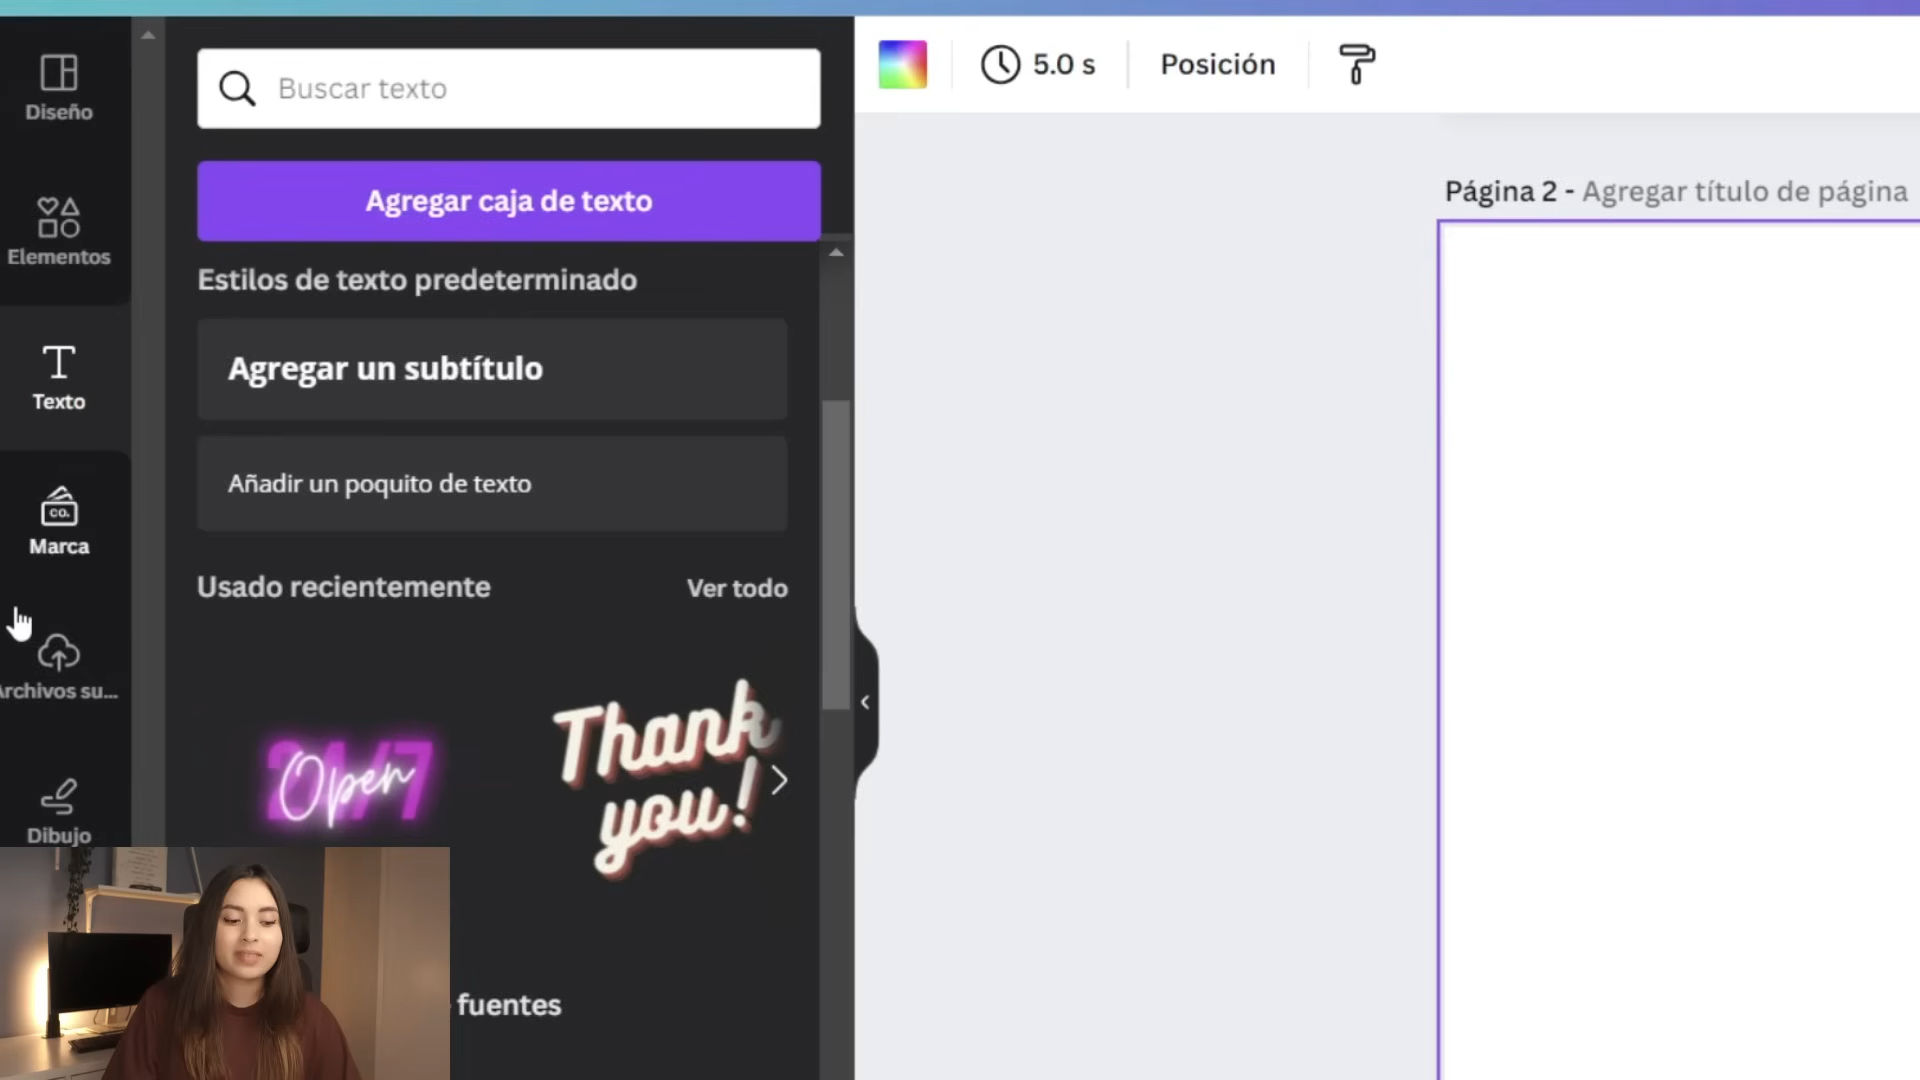 Diseño
Elementos
Texto
CO.
Marca
Archivos su...
Dibujo
Buscar texto
Agregar caja de texto
Estilos de texto predeterminado
Agregar un subtítulo
Añadir un poquito de texto
Usado recientemente
Ver todo
24/7
Open
Thank
you!
fuentes
5.0 s
Posición
Página 2 - Agregar título de página